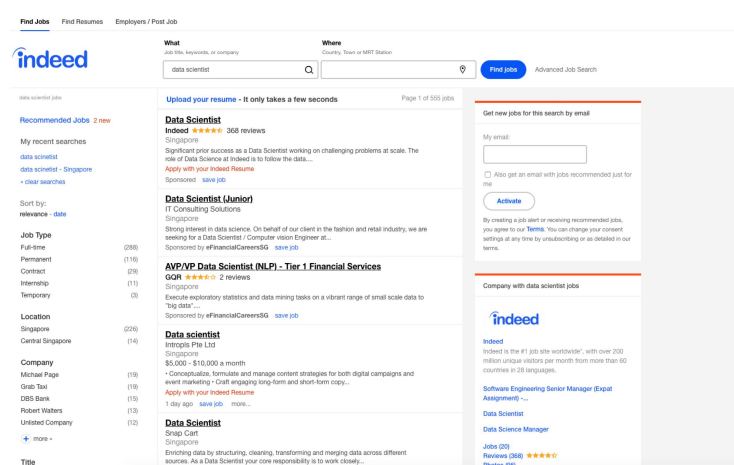 Find Jobs
Find Resumes
Employers / Post Job
indeed
What
Job title, keywords, or company
data scientist
Where
Country, Town or MRT Station
Find jobs
Advanced Job Search
data scientist jobs
Recommended Jobs 2 new
My recent searches
data scinetist
data scinetist - Singapore
» clear searches
Sort by:
relevance - date
Job Type
Full-time (288)
Permanent (116)
Contract (29)
Internship (11)
Temporary (3)
Location
Singapore (226)
Central Singapore (14)
Company
Michael Page (19)
Grab Taxi (19)
DBS Bank (15)
Robert Walters (13)
Unlisted Company (12)
+ more »
Title
Upload your resume - It only takes a few seconds
Page 1 of 555 jobs
Data Scientist
Indeed 368 reviews
Singapore
Significant prior success as a Data Scientist working on challenging problems at scale. The
role of Data Science at Indeed is to follow the data....
Apply with your Indeed Resume
Sponsored save job
Data Scientist (Junior)
IT Consulting Solutions
Singapore
Strong interest in data science. On behalf of our client in the fashion and retail industry, we are
seeking for a Data Scientist / Computer vision Engineer at...
Sponsored by eFinancialCareersSG save job
AVP/VP Data Scientist (NLP) - Tier 1 Financial Services
GQR 2 reviews
Singapore
Execute exploratory statistics and data mining tasks on a vibrant range of small scale data to
"big data"....
Sponsored by eFinancialCareersSG save job
Data scientist
Intropls Pte Ltd
Singapore
$5,000 - $10,000 a month
• Conceptualize, formulate and manage content strategies for both digital campaigns and
event marketing • Craft engaging long-form and short-form copy...
Apply with your Indeed Resume
1 day ago save job more...
Data Scientist
Snap Cart
Singapore
Enriching data by structuring, cleaning, transforming and merging data across different
sources. As a Data Scientist your core responsibility is to work closely...
Get new jobs for this search by email
My email:
Also get an email with jobs recommended just for
me
Activate
By creating a job alert or receiving recommended jobs,
you agree to our Terms. You can change your consent
settings at any time by unsubscribing or as detailed in our
terms.
Company with data scientist jobs
indeed
Indeed
Indeed is the #1 job site worldwide*, with over 200
million unique visitors per month from more than 60
countries in 28 languages.
Software Engineering Senior Manager (Expat
Assignment) -...
Data Scientist
Data Science Manager
Jobs (20)
Reviews (368)